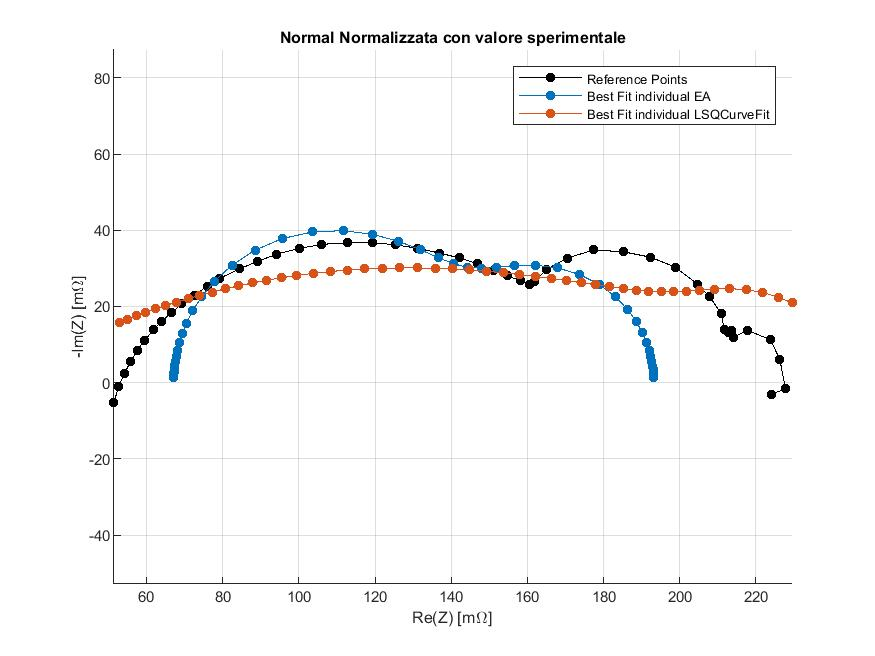 Normal Normalizzata con valore sperimentale
Reference Points
Best Fit individual EA
Best Fit individual LSQCurveFit
80
60
40
20
0
-20
-40
-Im(Z) [mΩ]
60 80 100 120 140 160 180 200 220
Re(Z) [mΩ]